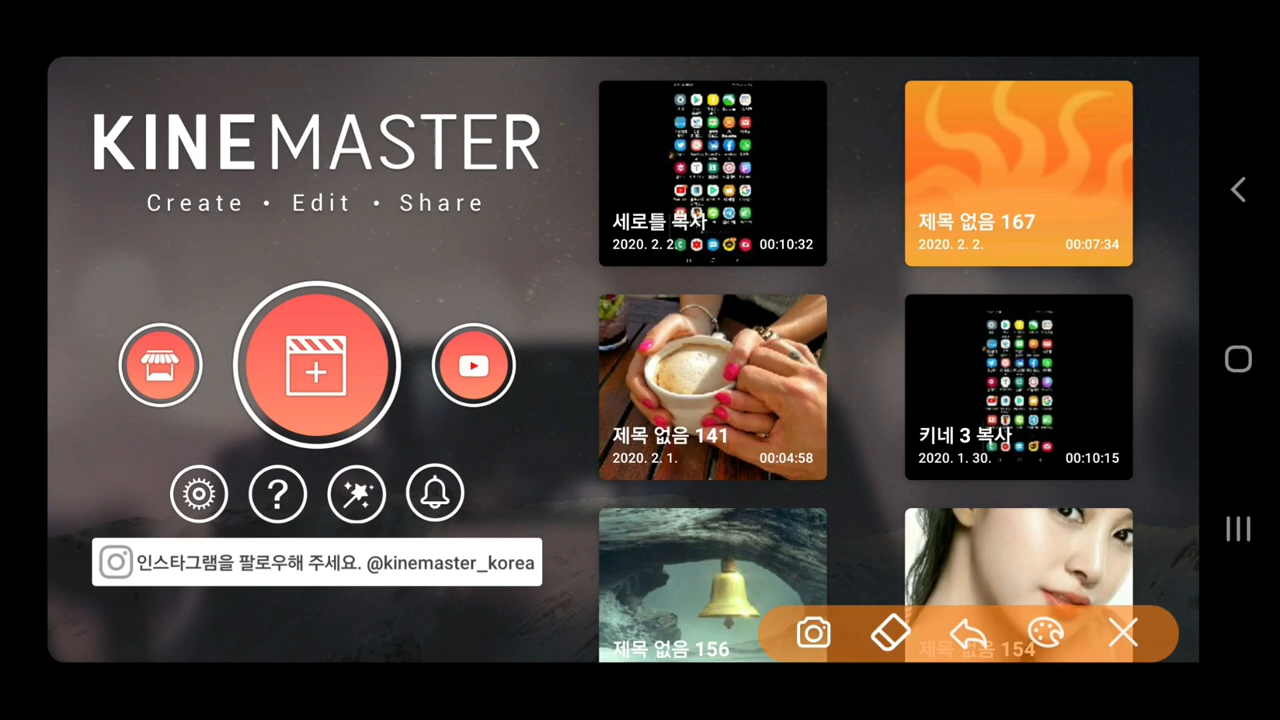 KINEMASTER
Create • Edit • Share
인스타그램을 팔로우해 주세요. @kinemaster_korea
세로틀 복사
2020. 2. 2. 00:10:32
제목 없음 167
2020. 2. 2. 00:07:34
제목 없음 141
2020. 2. 1. 00:04:58
키네 3 복사
2020. 1. 30. 00:10:15
제목 없음 156
제목 없음 154